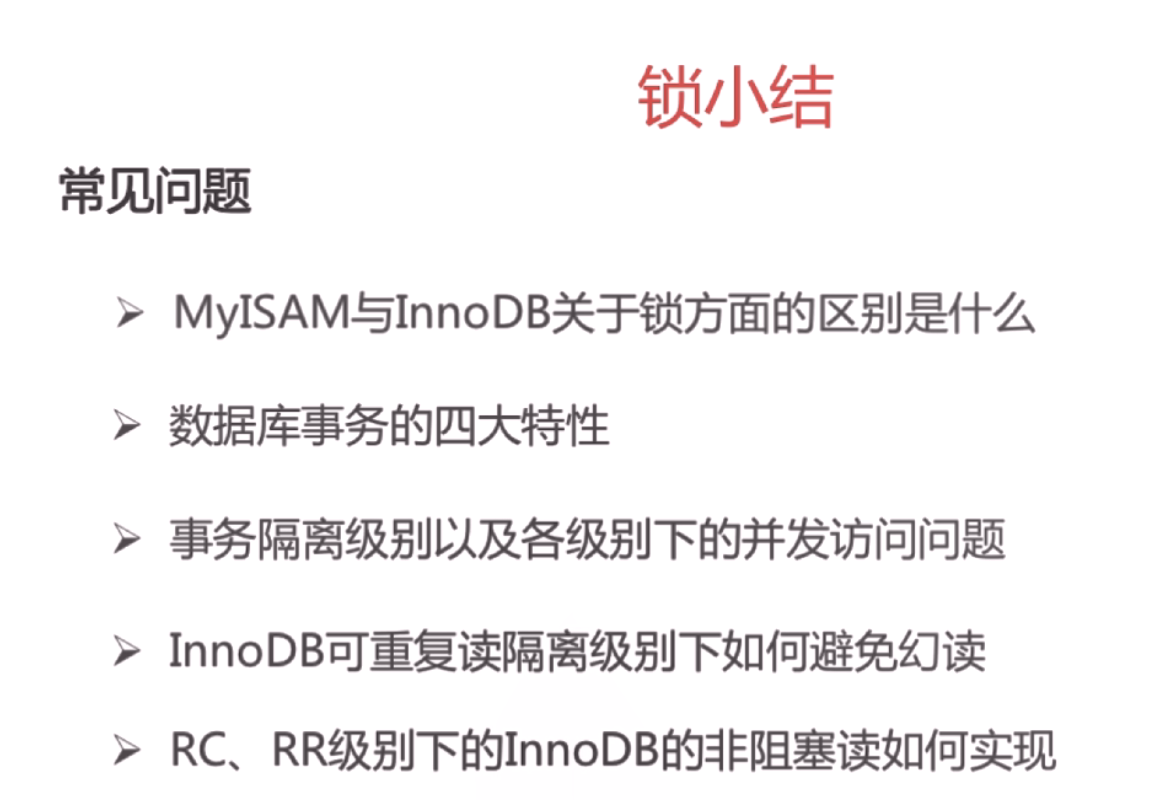 锁小结
常见问题
➢ MyISAM与InnoDB关于锁方面的区别是什么
➢ 数据库事务的四大特性
➢ 事务隔离级别以及各级别下的并发访问问题
➢ InnoDB可重复读隔离级别下如何避免幻读
➢ RC、RR级别下的InnoDB的非阻塞读如何实现